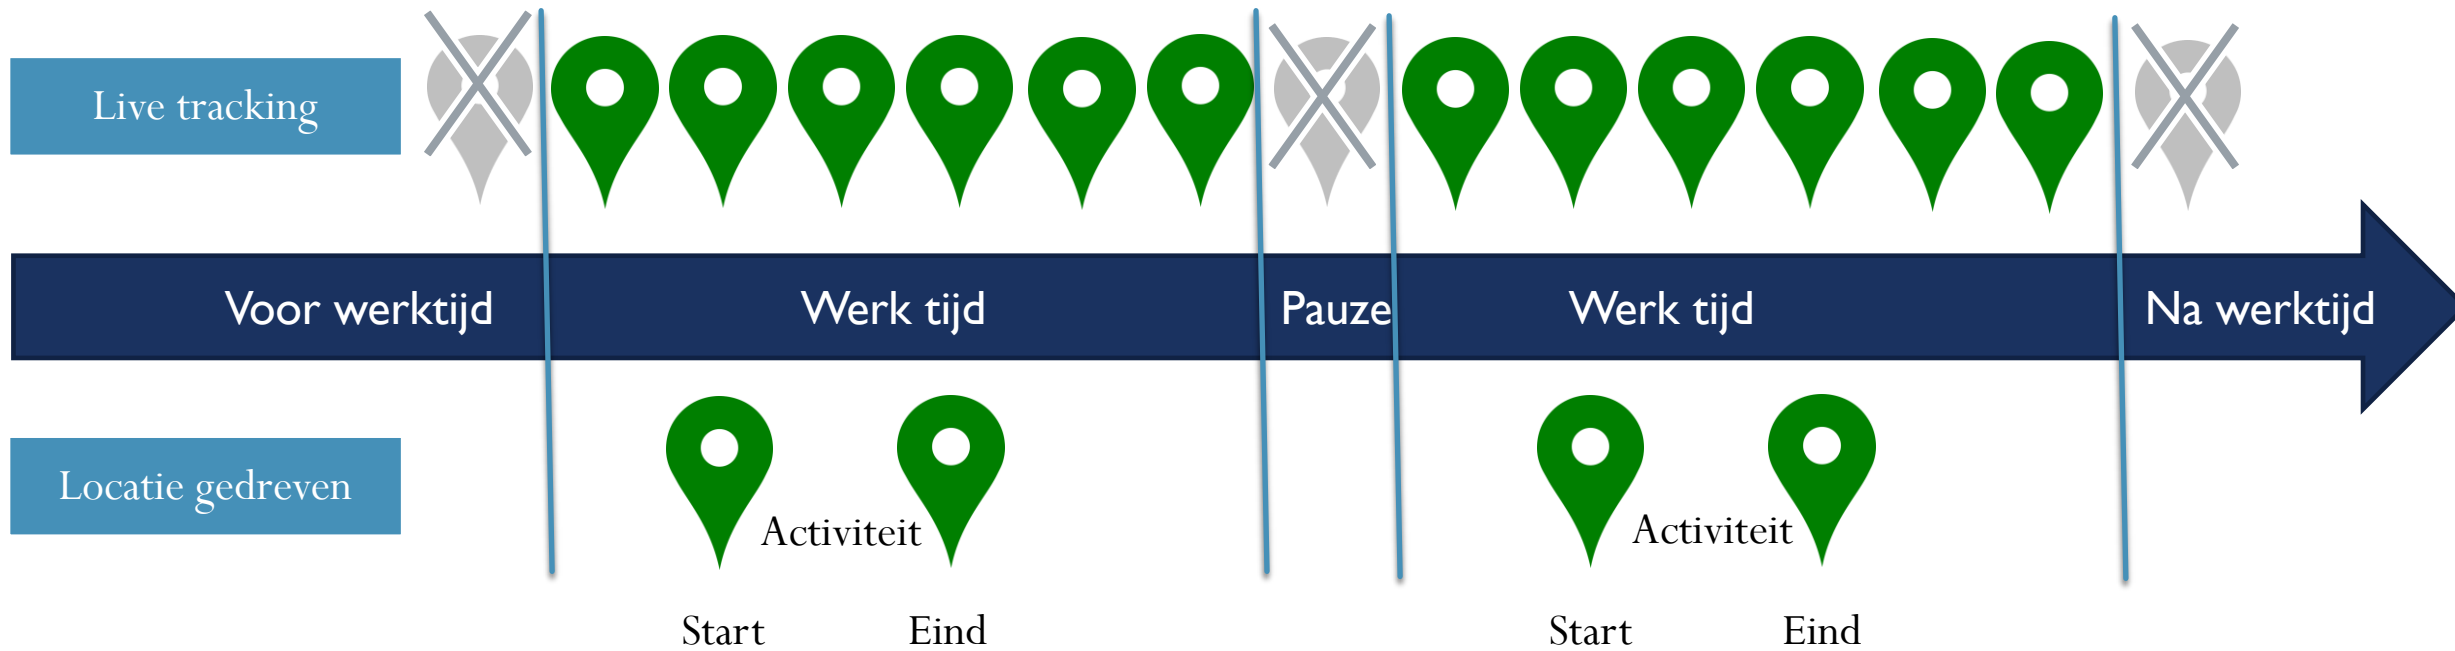 Live tracking
Voor werktijd
Werk tijd
Pauze
Werk tijd
Na werktijd
Locatie gedreven
Activiteit
Activiteit
Start
Eind
Start
Eind